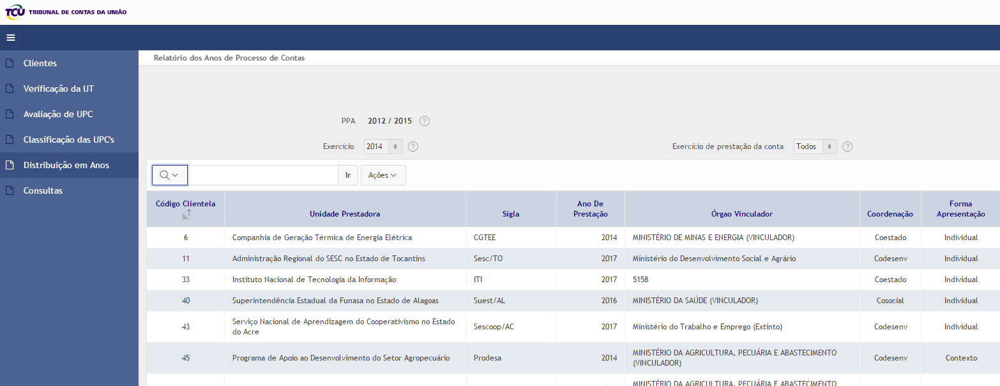 TCU TRIBUNAL DE CONTAS DA UNIÃO
Clientes
Verificação da UT
Avaliação de UPC
Classificação das UPC's
Distribuição em Anos
Consultas
Relatório dos Anos de Processo de Contas
PPA 2012 / 2015 ?
Exercício 2014 ? Exercício de prestação da conta Todos ?
Ir Ações
Código Clientela Unidade Prestadora Sigla Ano De Prestação Órgao Vinculador Coordenação Forma Apresentação
6 Companhia de Geração Térmica de Energia Elétrica CGTEE 2014 MINISTÉRIO DE MINAS E ENERGIA (VINCULADOR) Coestado Individual
11 Administração Regional do SESC no Estado de Tocantins Sesc/TO 2017 Ministério do Desenvolvimento Social e Agrário Codesenv Individual
33 Instituto Nacional de Tecnologia da Informação ITI 2017 5158 Coestado Individual
40 Superintendência Estadual da Funasa no Estado de Alagoas Suest/AL 2016 MINISTÉRIO DA SAÚDE (VINCULADOR) Cosocial Individual
43 Serviço Nacional de Aprendizagem do Cooperativismo no Estado do Acre Sescoop/AC 2017 Ministério do Trabalho e Emprego (Extinto) Codesenv Individual
45 Programa de Apoio ao Desenvolvimento do Setor Agropecuário Prodesa 2014 MINISTÉRIO DA AGRICULTURA, PECUÁRIA E ABASTECIMENTO (VINCULADOR) Codesenv Contexto
MINISTÉRIO DA AGRICULTURA, PECUÁRIA E ABASTECIMENTO